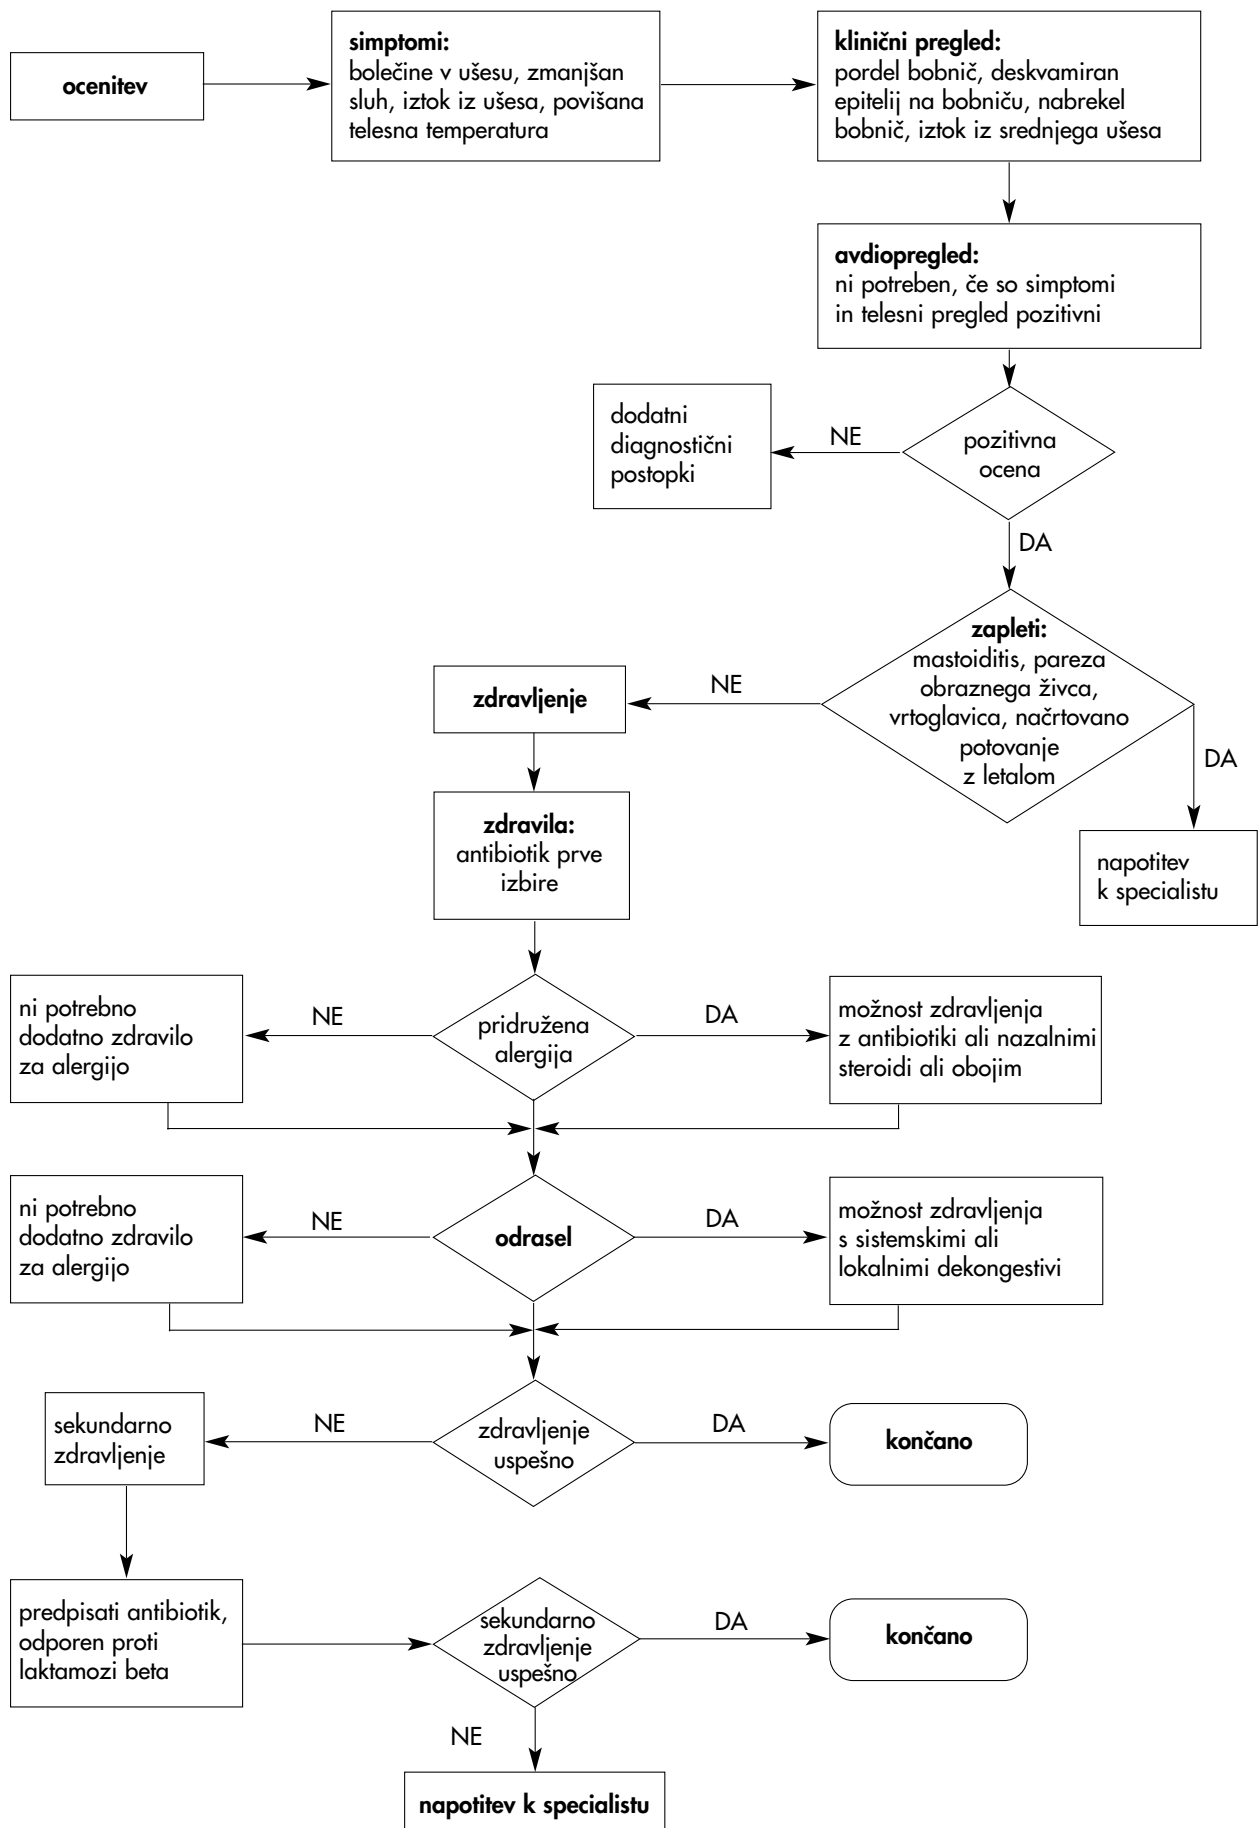 ocenitev
simptomi:
bolečine v ušesu, zmanjšan
sluh, iztok iz ušesa, povišana
telesna temperatura
klinični pregled:
pordel bobnič, deskvamiran
epitelij na bobniču, nabrekel
bobnič, iztok iz srednjega ušesa
avdiopregled:
ni potreben, če so simptomi
in telesni pregled pozitivni
dodatni
diagnostični
postopki
NE
pozitivna
ocena
DA
zapleti:
mastoiditis, pareza
obraznega živca,
vrtoglavica, načrtovano
potovanje
z letalom
NE
zdravljenje
DA
napotitev
k specialistu
zdravila:
antibiotik prve
izbire
ni potrebno
dodatno zdravilo
za alergijo
NE
pridružena
alergija
DA
možnost zdravljenja
z antibiotiki ali nazalnimi
steroidi ali obojim
ni potrebno
dodatno zdravilo
za alergijo
NE
odrasel
DA
možnost zdravljenja
s sistemskimi ali
lokalnimi dekongestivi
sekundarno
zdravljenje
NE
zdravljenje
uspešno
DA
končano
predpisati antibiotik,
odporen proti
laktamozi beta
sekundarno
zdravljenje
uspešno
DA
končano
NE
napotitev k specialistu